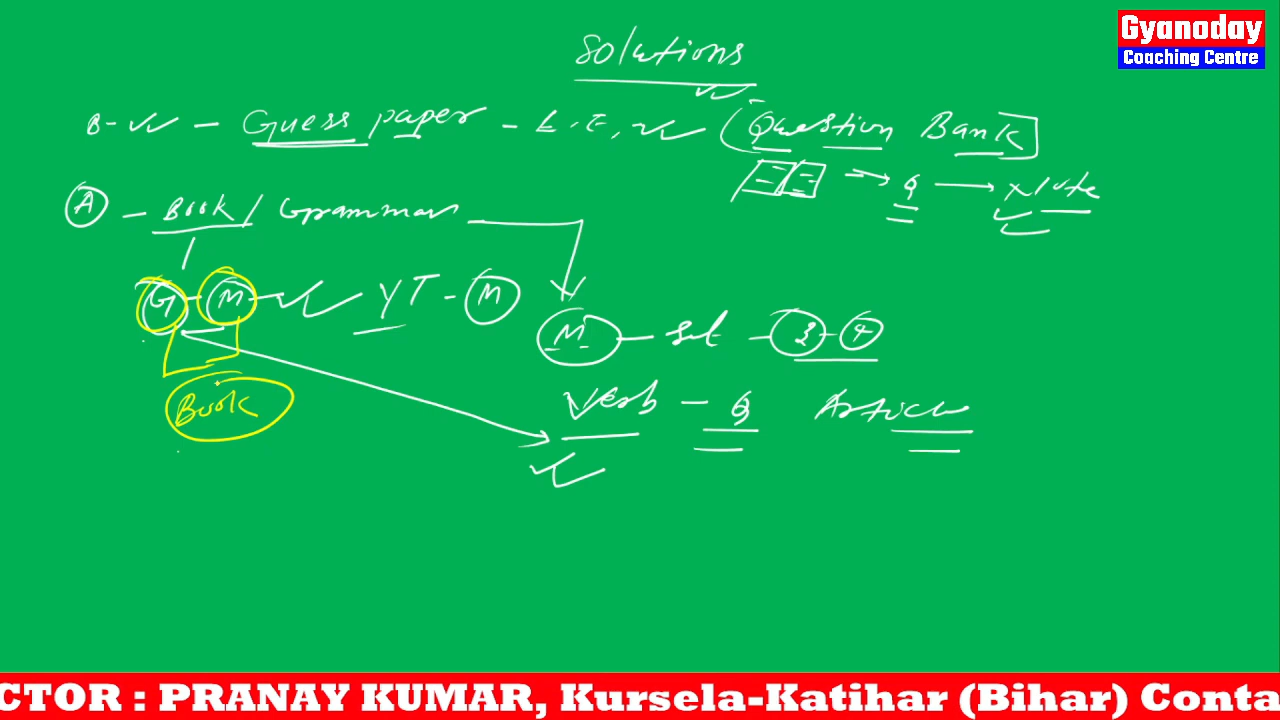 Gyanoday
Coaching Centre
Solutions
B- — Guess paper - L.E, (Question Bank)
Q
A - Book / Grammar
G - M YT - M
M - Set - 3 - 4
Verb - Q Article
Book
CTOR : PRANAY KUMAR, Kursela-Katihar (Bihar) Conta